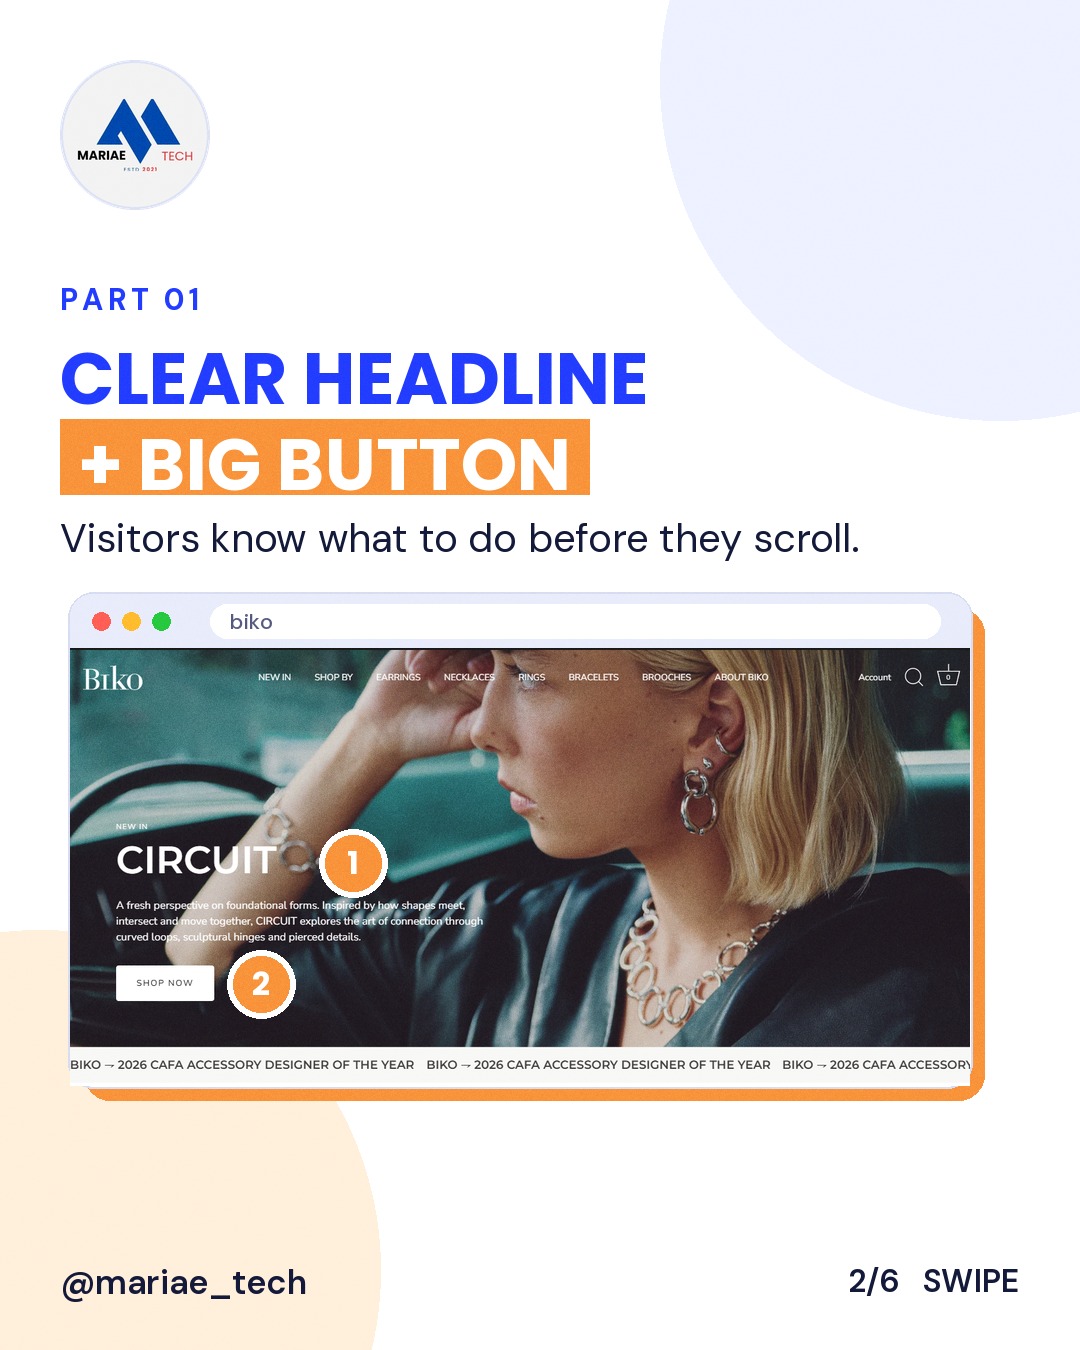 MARIAE TECH
ESTD 2021
PART 01
CLEAR HEADLINE
+ BIG BUTTON
Visitors know what to do before they scroll.
biko
Biko NEW IN SHOP BY EARRINGS NECKLACES RINGS BRACELETS BROOCHES ABOUT BIKO Account 0
NEW IN
CIRCUIT
1
A fresh perspective on foundational forms. Inspired by how shapes meet,
intersect and move together, CIRCUIT explores the art of connection through
curved loops, sculptural hinges and pierced details.
SHOP NOW
2
BIKO → 2026 CAFA ACCESSORY DESIGNER OF THE YEAR BIKO → 2026 CAFA ACCESSORY DESIGNER OF THE YEAR BIKO → 2026 CAFA ACCESSORY
@mariae_tech
2/6 SWIPE